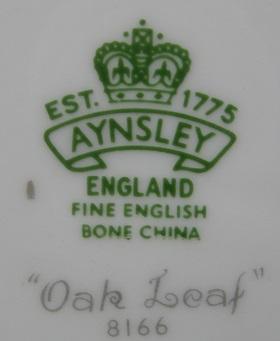 EST. 1775
AYNSLEY
ENGLAND
FINE ENGLISH
BONE CHINA
"Oak Leaf"
8166